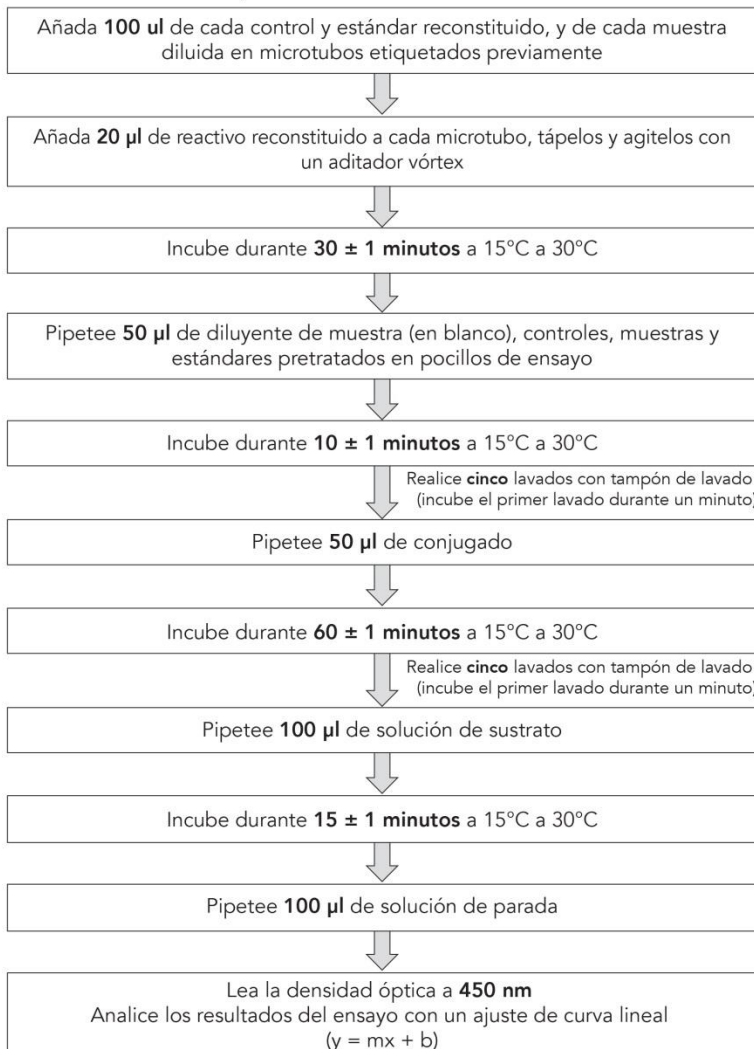 Añada 100 ul de cada control y estándar reconstituido, y de cada muestra
diluida en microtubos etiquetados previamente
Añada 20 µl de reactivo reconstituido a cada microtubo, tápelos y agitelos con
un aditador vórtex
Incube durante 30 ± 1 minutos a 15°C a 30°C
Pipetee 50 µl de diluyente de muestra (en blanco), controles, muestras y
estándares pretratados en pocillos de ensayo
Incube durante 10 ± 1 minutos a 15°C a 30°C
Realice cinco lavados con tampón de lavado
(incube el primer lavado durante un minuto)
Pipetee 50 µl de conjugado
Incube durante 60 ± 1 minutos a 15°C a 30°C
Realice cinco lavados con tampón de lavado
(incube el primer lavado durante un minuto)
Pipetee 100 µl de solución de sustrato
Incube durante 15 ± 1 minutos a 15°C a 30°C
Pipetee 100 µl de solución de parada
Lea la densidad óptica a 450 nm
Analice los resultados del ensayo con un ajuste de curva lineal
(y = mx + b)